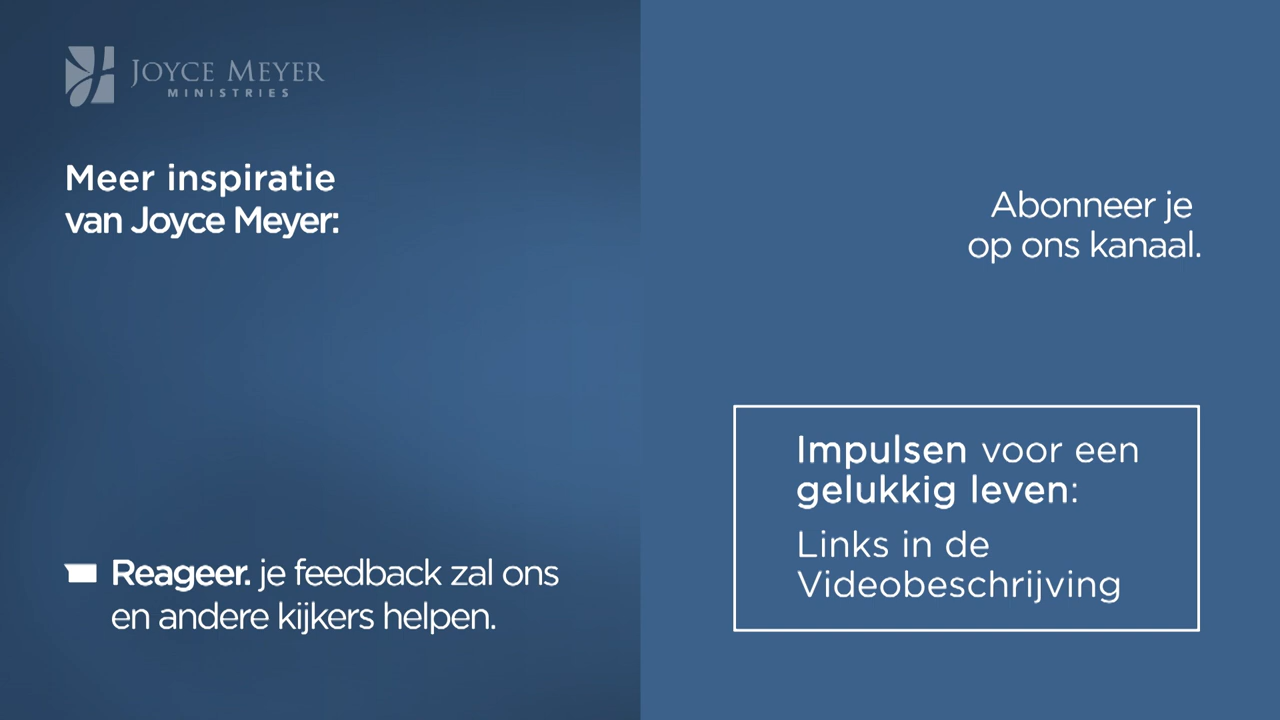 JOYCE MEYER
MINISTRIES
Meer inspiratie
van Joyce Meyer:
Abonneer je
op ons kanaal.
Impulsen voor een
gelukkig leven:
Links in de
Videobeschrijving
Reageer. je feedback zal ons
en andere kijkers helpen.